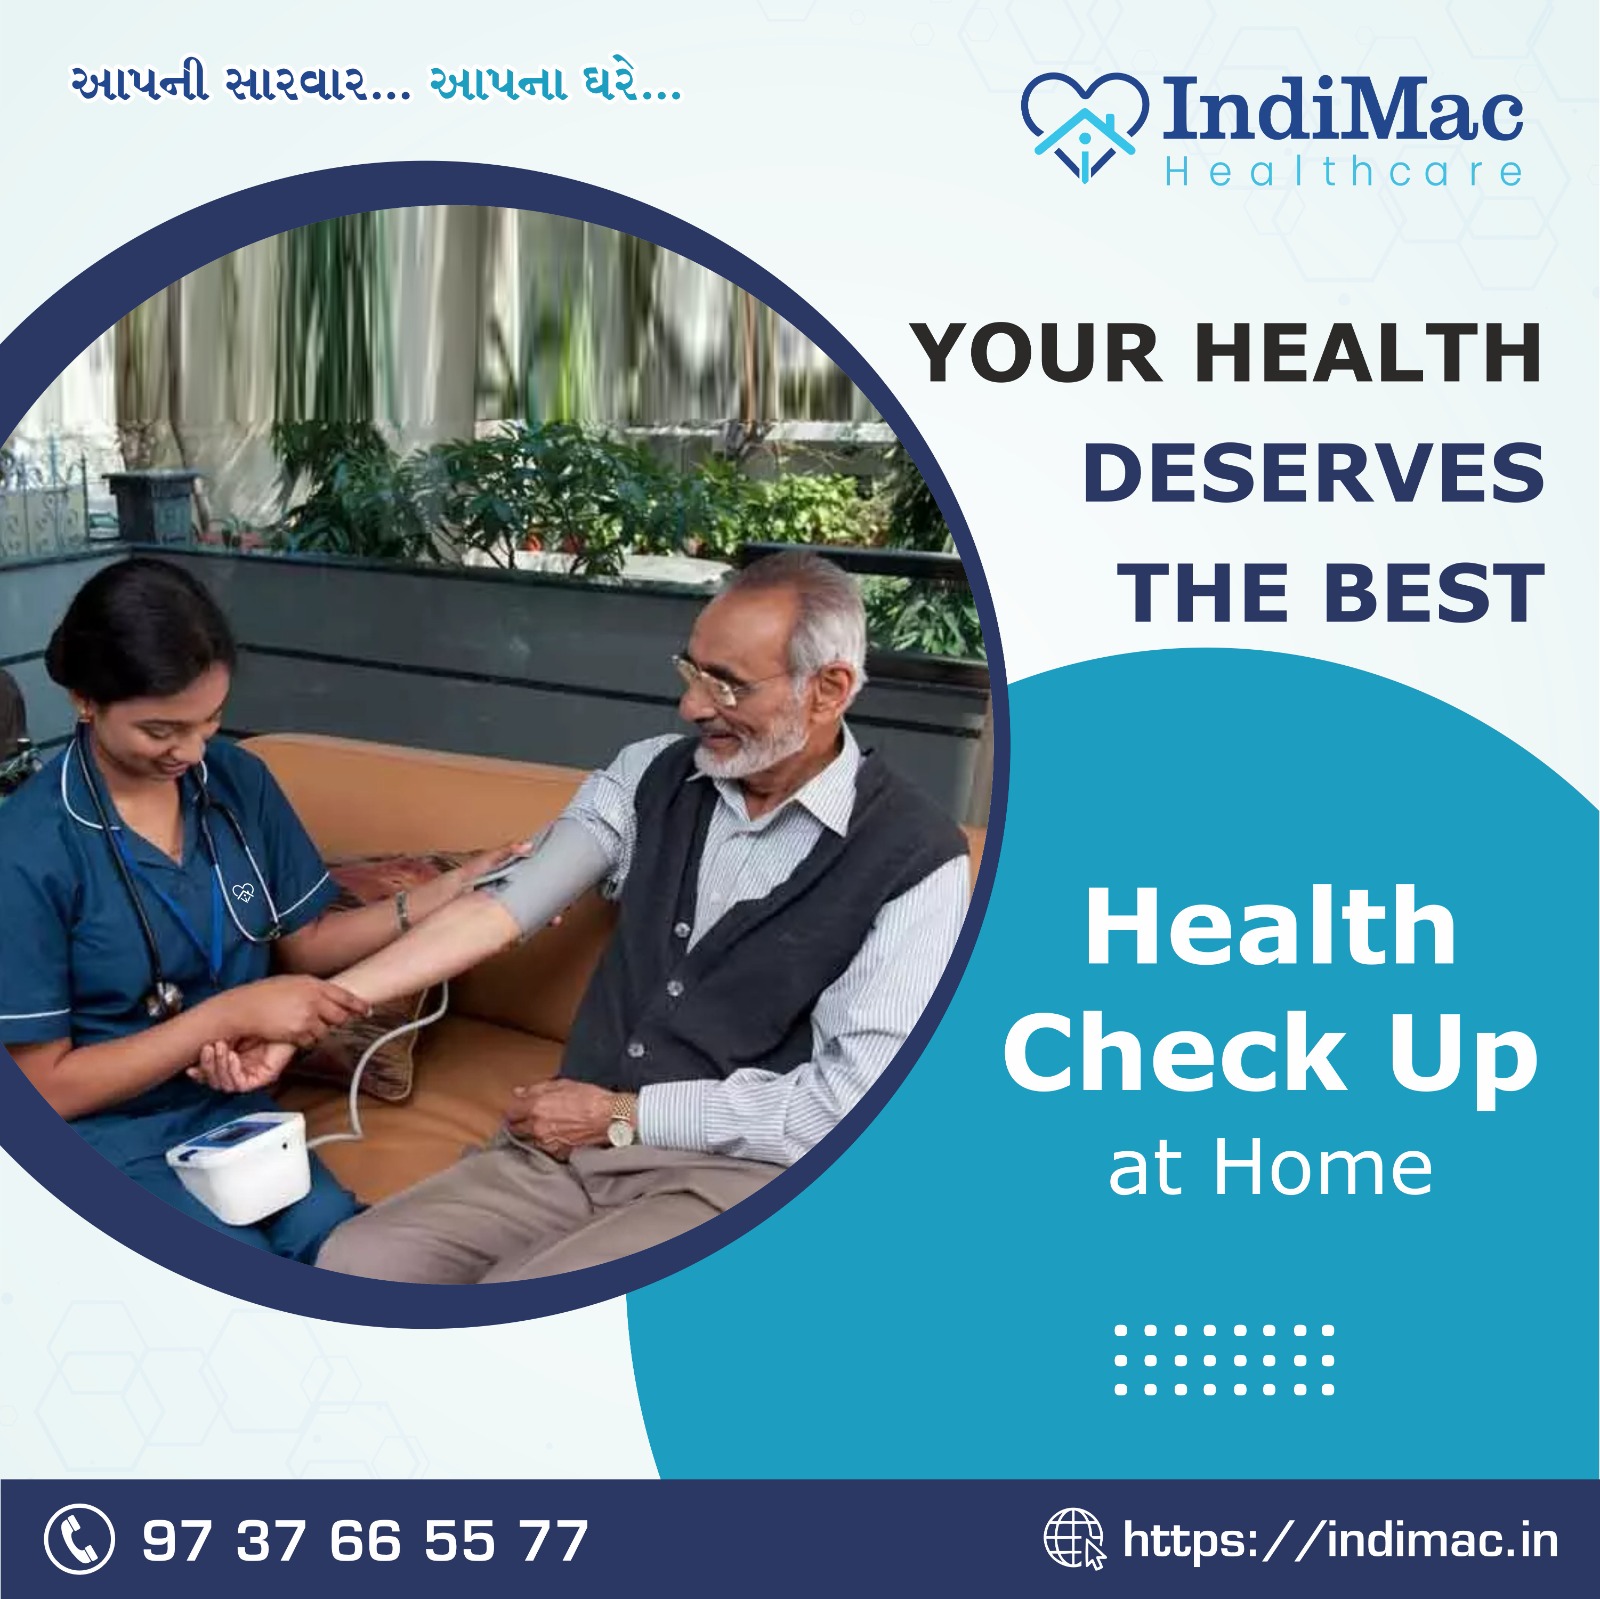 આપની સારવાર... આપના ઘરે...
IndiMac
Healthcare
YOUR HEALTH
DESERVES
THE BEST
Health
Check Up
at Home
97 37 66 55 77
https://indimac.in